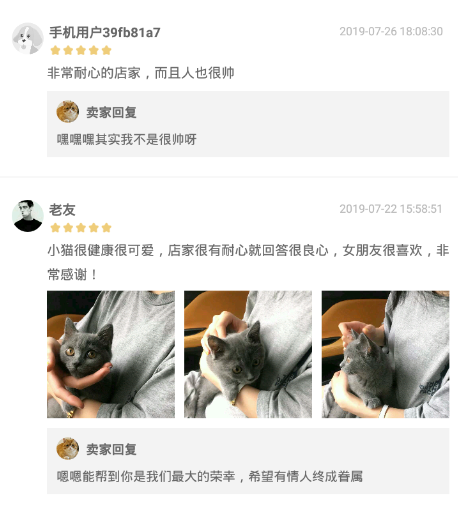 手机用户39fb81a7
2019-07-26 18:08:30
非常耐心的店家，而且人也很帅
卖家回复
嘿嘿嘿其实我不是很帅呀
老友
2019-07-22 15:58:51
小猫很健康很可爱，店家很有耐心就回答很良心，女朋友很喜欢，非
常感谢！
卖家回复
嗯嗯能帮到你是我们最大的荣幸，希望有情人终成眷属